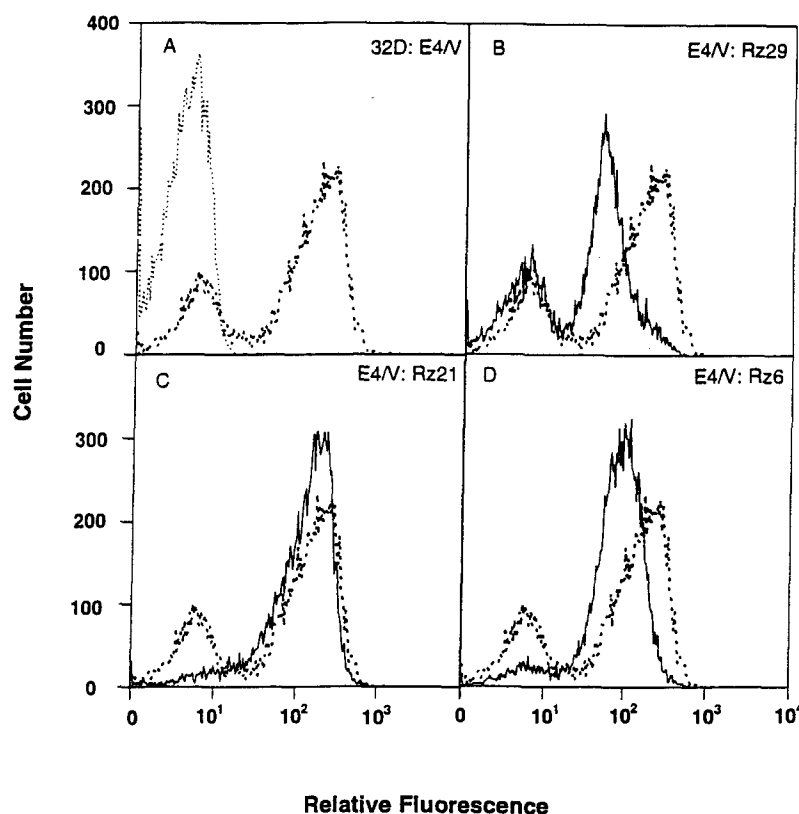 400
A
32D: E4/V
B
E4/V: Rz29
300
200
100
0
Cell Number
C
E4/V: Rz21
D
E4/V: Rz6
300
200
100
0
0 10¹ 10² 10³ 0 10¹ 10² 10³ 10⁴
Relative Fluorescence